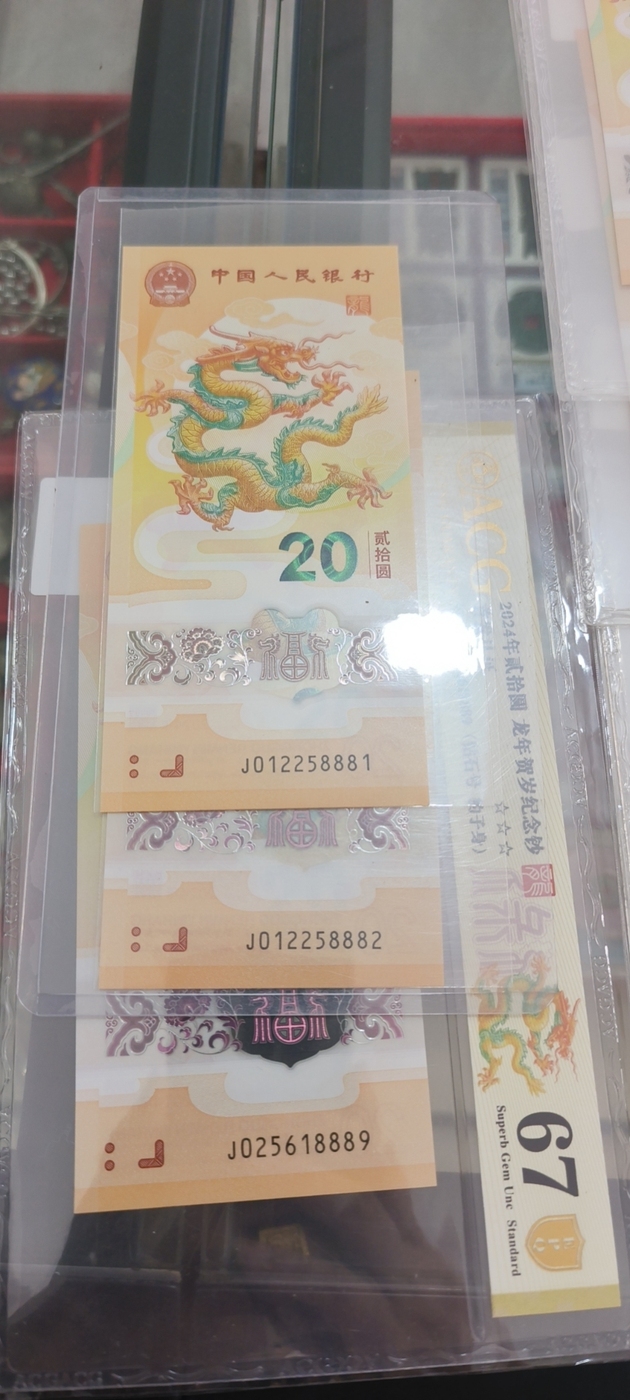 中国人民银行
20
贰拾圆
福
J012258881
J012258882
J025618889
ACG
2024年贰拾圆 龙年贺岁纪念钞
☆☆☆
67
Superb Gem Unc Standard